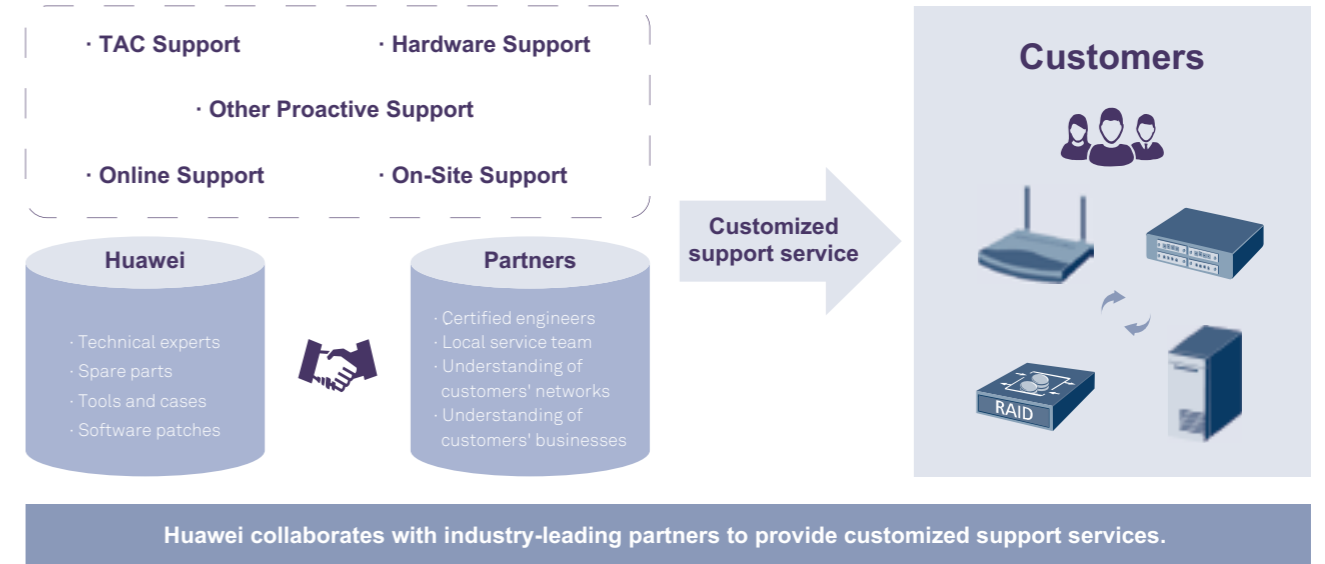 · TAC Support
· Hardware Support
· Other Proactive Support
· Online Support
· On-Site Support
Huawei
· Technical experts
· Spare parts
· Tools and cases
· Software patches
Partners
· Certified engineers
· Local service team
· Understanding of
customers' networks
· Understanding of
customers' businesses
Customized
support service
Customers
RAID
Huawei collaborates with industry-leading partners to provide customized support services.